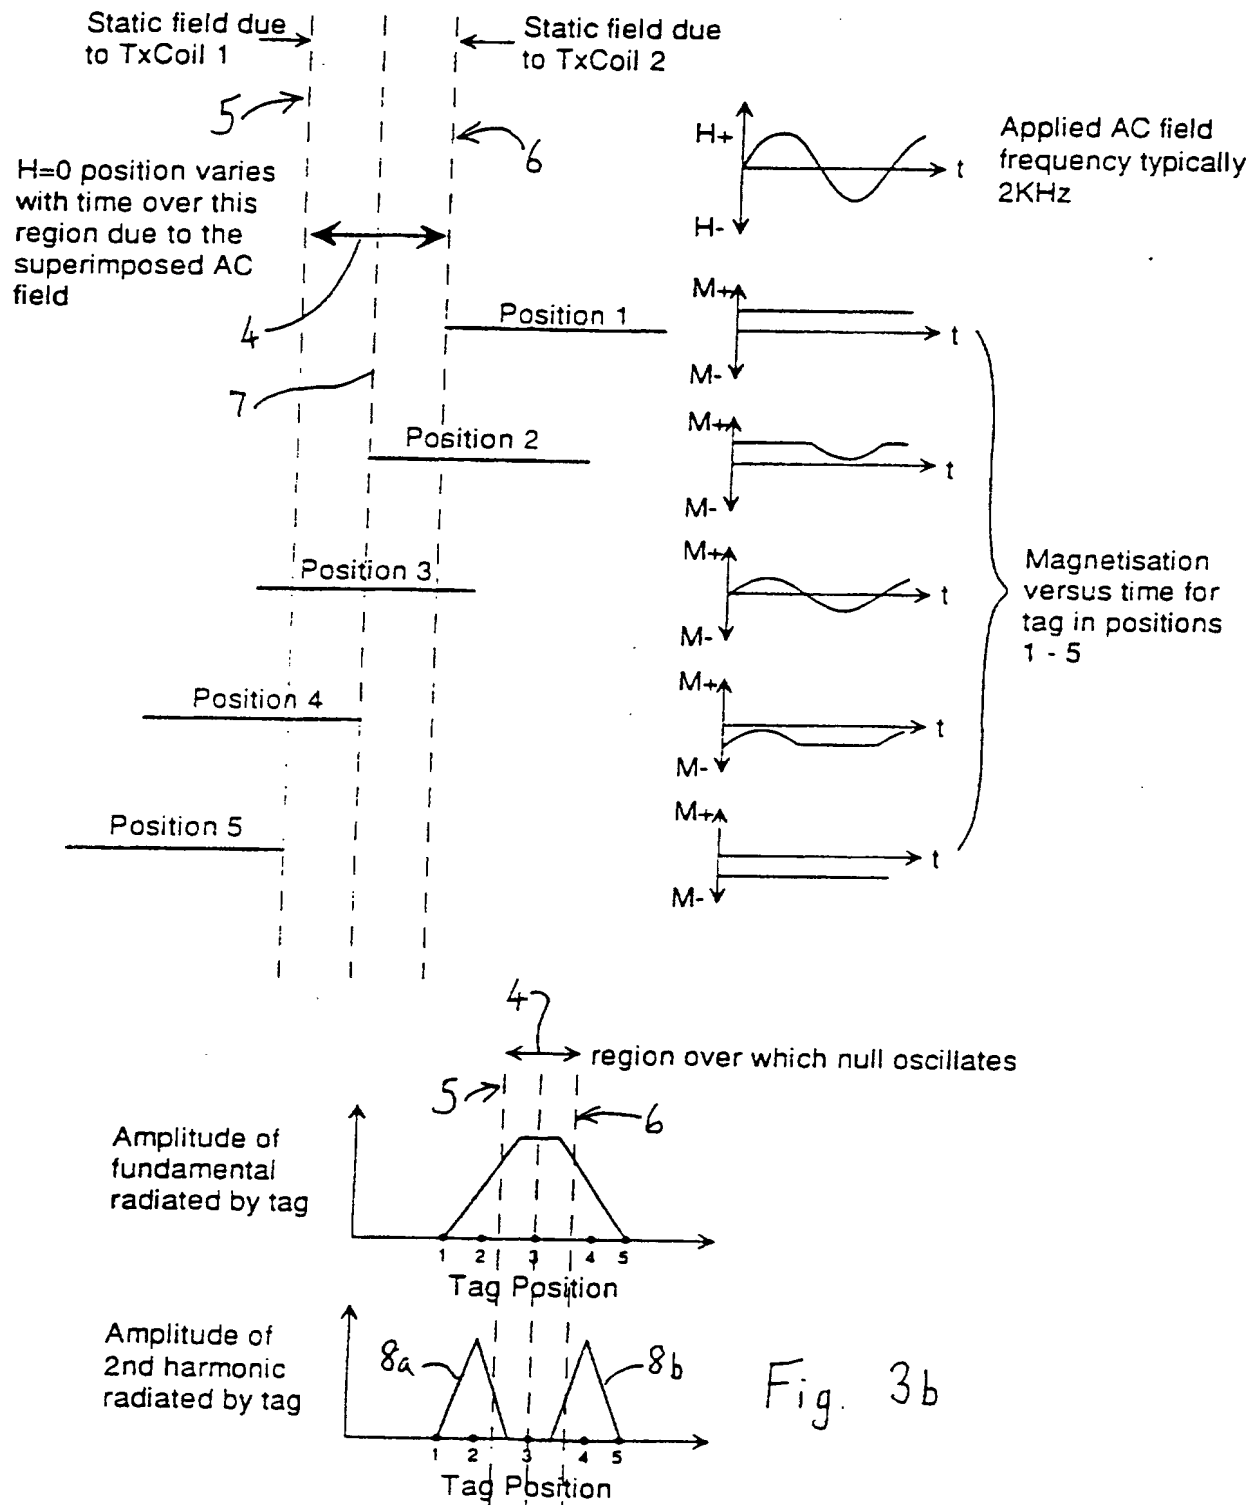 Static field due
to TxCoil 1
Static field due
to TxCoil 2
5
6
H=0 position varies
with time over this
region due to the
superimposed AC
field
4
7
H+
H-
t
Applied AC field
frequency typically
2KHz
Position 1
M+
M-
t
Position 2
M+
M-
t
Position 3
M+
M-
t
Position 4
M+
M-
t
Position 5
M+
M-
t
Magnetisation
versus time for
tag in positions
1 - 5
4
region over which null oscillates
5
6
Amplitude of
fundamental
radiated by tag
1 2 3 4 5
Tag Position
Amplitude of
2nd harmonic
radiated by tag
8a
8b
1 2 3 4 5
Tag Position
Fig. 3b